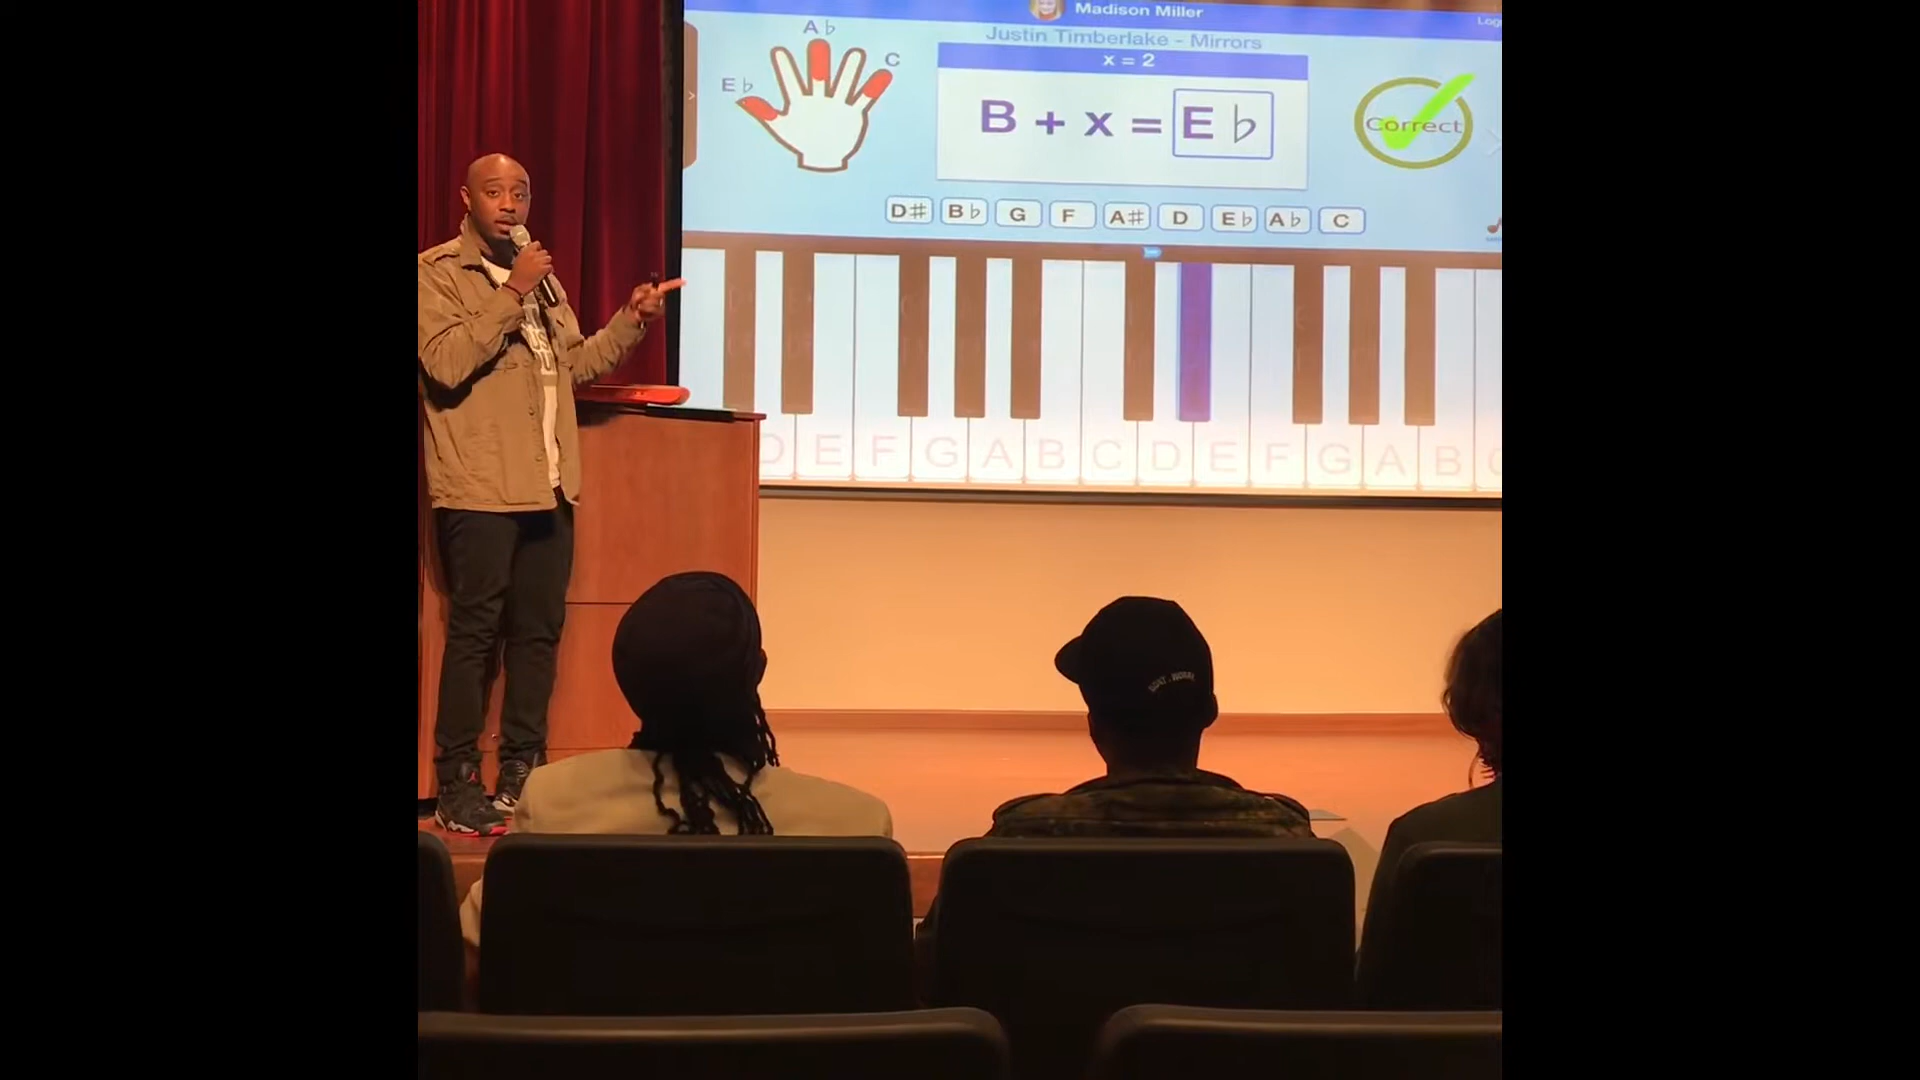 Madison Miller
Justin Timberlake - Mirrors
x = 2
A♭
C
E♭
B + x = E♭
Correct
D# B♭ G F A# D E♭ A♭ C
D E F G A B C D E F G A B C